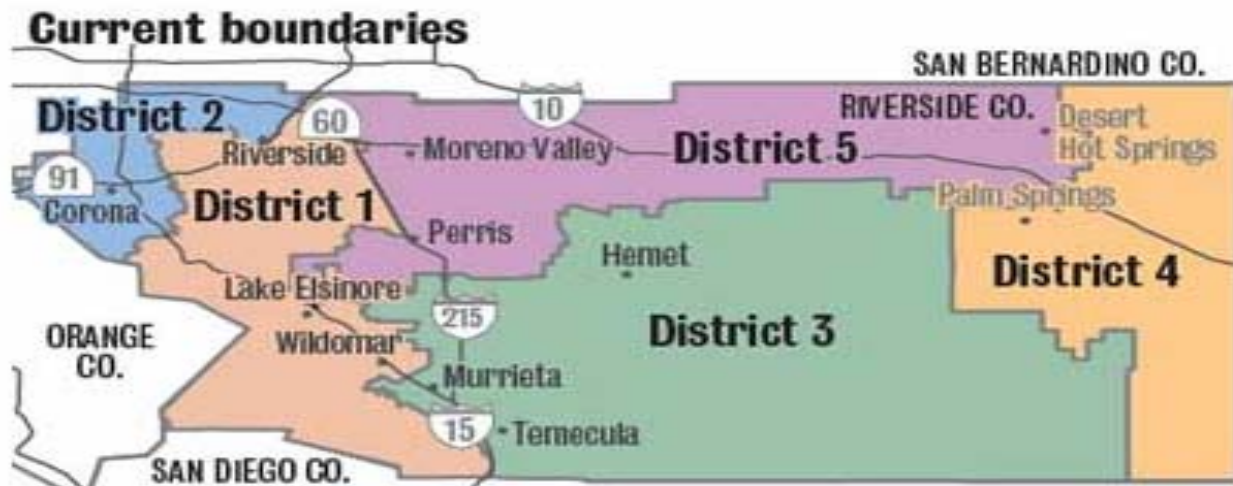 Current boundaries
SAN BERNARDINO CO.
10
RIVERSIDE CO.
District 2
60
Desert
Hot Springs
Riverside
Moreno Valley
District 5
91
Corona
District 1
Palm Springs
Perris
Hemet
District 4
Lake Elsinore
215
District 3
ORANGE
CO.
Wildomar
Murrieta
15
Temecula
SAN DIEGO CO.